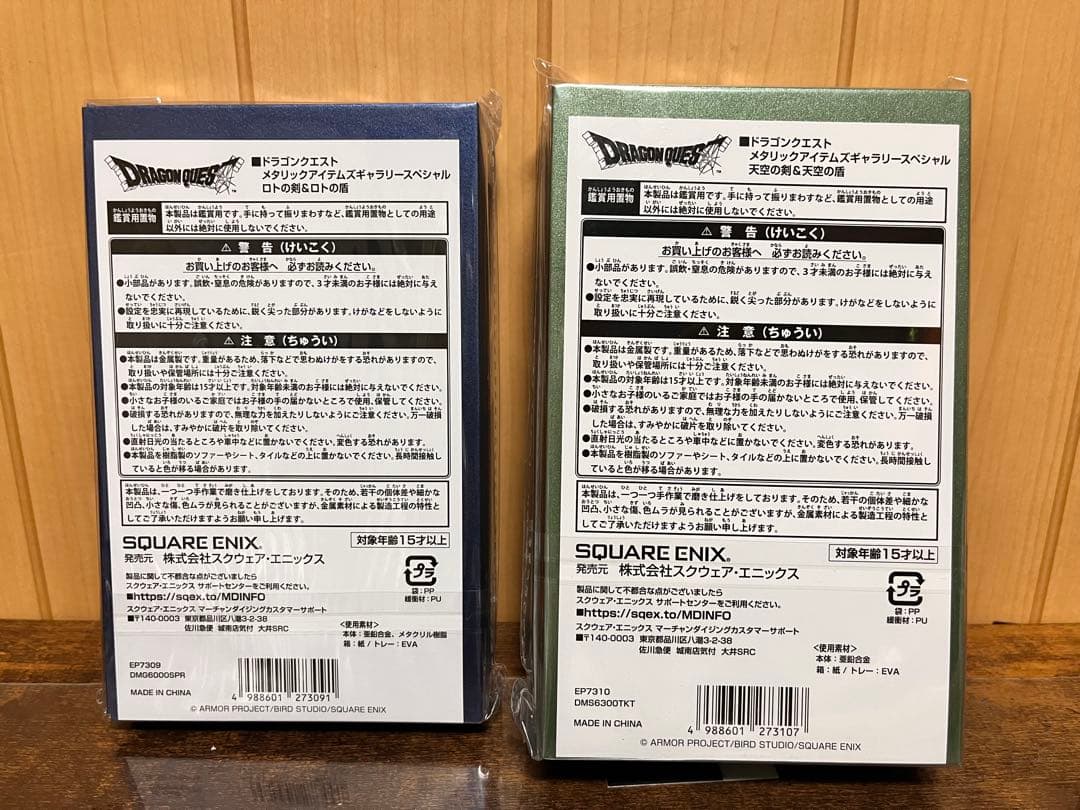 DRAGON QUEST
■ドラゴンクエスト
メタリックアイテムズギャラリースペシャル
ロトの剣&ロトの盾
かんしょうようおきもの
鑑賞用置物
本製品は鑑賞用です。手に持って振りまわすなど、鑑賞用置物としての用途
以外には絶対に使用しないでください。
⚠ 警 告(けいこく)
お買い上げのお客様へ 必ずお読みください。
●小部品があります。誤飲・窒息の危険がありますので、3才未満のお子様には絶対に与え
ないでください。
●設定を忠実に再現しているために、鋭く尖った部分があります。けがなどをしないように
取り扱いに十分ご注意ください。
⚠ 注 意(ちゅうい)
●本製品は金属製です。重量があるため、落下などで思わぬけがをする恐れがありますので、
取り扱いや保管場所には十分ご注意ください。
●本製品の対象年齢は15才以上です。対象年齢未満のお子様には絶対に与えないでください。
●小さなお子様のいるご家庭ではお子様の手の届かないところで使用、保管してください。
●破損する恐れがありますので、無理な力を加えたりしないようにご注意ください。万一破損
した場合は、すみやかに破片を取り除いてください。
●直射日光の当たるところや車中などに置かないでください。変色する恐れがあります。
●本製品を樹脂製のソファーやシート、タイルなどの上に置かないでください。長時間接触し
ていると色が移る場合があります。
本製品は、一つ一つ手作業で磨き仕上げをしております。そのため、若干の個体差や細かな
凹凸、小さな傷、色ムラが見られることがございますが、金属素材による製造工程の特性と
してご了承いただけますようお願い申し上げます。
SQUARE ENIX®
対象年齢15才以上
発売元 株式会社スクウェア・エニックス
プラ
袋:PP
緩衝材:PU
製品に関して不都合な点がございましたら
スクウェア・エニックス サポートセンターをご利用ください。
■https://sqex.to/MDINFO
スクウェア・エニックス マーチャンダイジングカスタマーサポート
■〒140-0003 東京都品川区八潮3-2-38
佐川急便 城南店気付 大井SRC
<使用素材>
本体:亜鉛合金、メタクリル樹脂
箱:紙 / トレー:EVA
EP7309
DMG6000SPR
MADE IN CHINA
4 988601 273091
© ARMOR PROJECT/BIRD STUDIO/SQUARE ENIX
DRAGON QUEST
■ドラゴンクエスト
メタリックアイテムズギャラリースペシャル
天空の剣&天空の盾
かんしょうようおきもの
鑑賞用置物
本製品は鑑賞用です。手に持って振りまわすなど、鑑賞用置物としての用途
以外には絶対に使用しないでください。
⚠ 警 告(けいこく)
お買い上げのお客様へ 必ずお読みください。
●小部品があります。誤飲・窒息の危険がありますので、3才未満のお子様には絶対に与え
ないでください。
●設定を忠実に再現しているために、鋭く尖った部分があります。けがなどをしないように
取り扱いに十分ご注意ください。
⚠ 注 意(ちゅうい)
●本製品は金属製です。重量があるため、落下などで思わぬけがをする恐れがありますので、
取り扱いや保管場所には十分ご注意ください。
●本製品の対象年齢は15才以上です。対象年齢未満のお子様には絶対に与えないでください。
●小さなお子様のいるご家庭ではお子様の手の届かないところで使用、保管してください。
●破損する恐れがありますので、無理な力を加えたりしないようにご注意ください。万一破損
した場合は、すみやかに破片を取り除いてください。
●直射日光の当たるところや車中などに置かないでください。変色する恐れがあります。
●本製品を樹脂製のソファーやシート、タイルなどの上に置かないでください。長時間接触し
ていると色が移る場合があります。
本製品は、一つ一つ手作業で磨き仕上げをしております。そのため、若干の個体差や細かな
凹凸、小さな傷、色ムラが見られることがございますが、金属素材による製造工程の特性と
してご了承いただけますようお願い申し上げます。
SQUARE ENIX®
対象年齢15才以上
発売元 株式会社スクウェア・エニックス
プラ
袋:PP
緩衝材:PU
製品に関して不都合な点がございましたら
スクウェア・エニックス サポートセンターをご利用ください。
■https://sqex.to/MDINFO
スクウェア・エニックス マーチャンダイジングカスタマーサポート
■〒140-0003 東京都品川区八潮3-2-38
佐川急便 城南店気付 大井SRC
<使用素材>
本体:亜鉛合金
箱:紙 / トレー:EVA
EP7310
DMS6300TKT
MADE IN CHINA
4 988601 273107
© ARMOR PROJECT/BIRD STUDIO/SQUARE ENIX